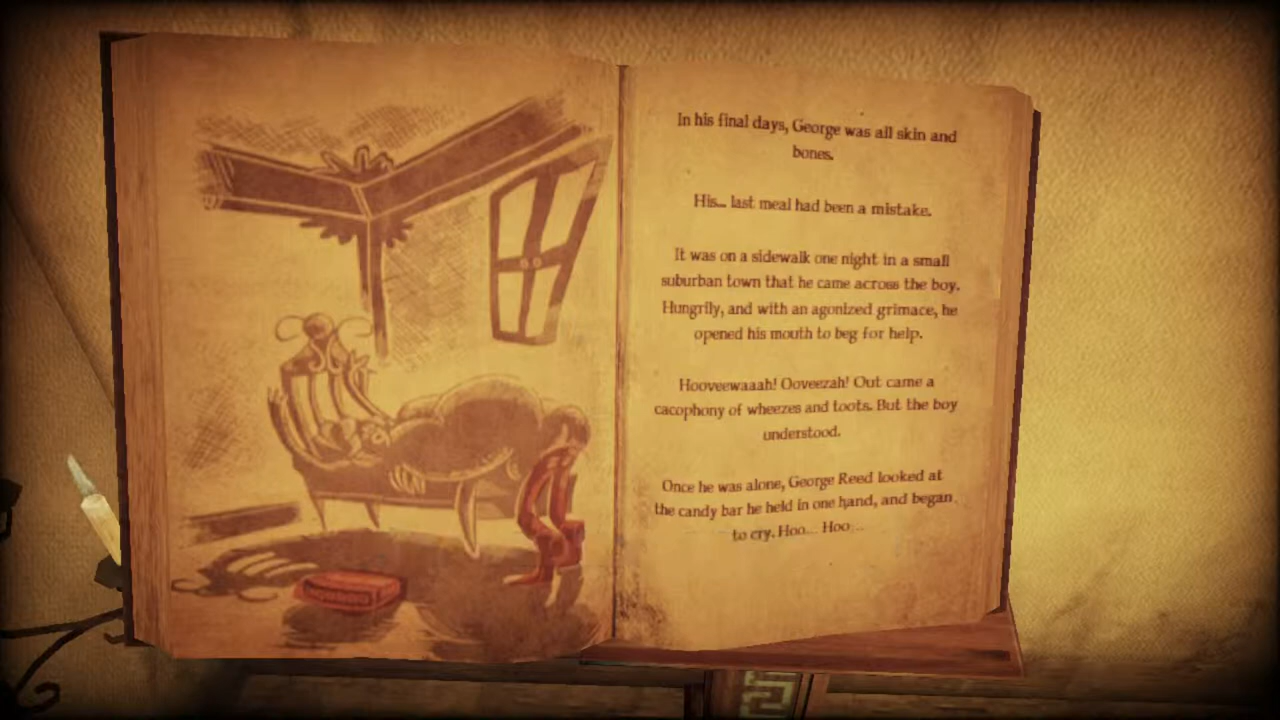 In his final days, George was all skin and
bones.
His... last meal had been a mistake.
It was on a sidewalk one night in a small
suburban town that he came across the boy.
Hungrily, and with an agonized grimace, he
opened his mouth to beg for help.
Hooveewaaah! Ooveezah! Out came a
cacophony of wheezes and toots. But the boy
understood.
Once he was alone, George Reed looked at
the candy bar he held in one hand, and began
to cry. Hoo... Hoo...